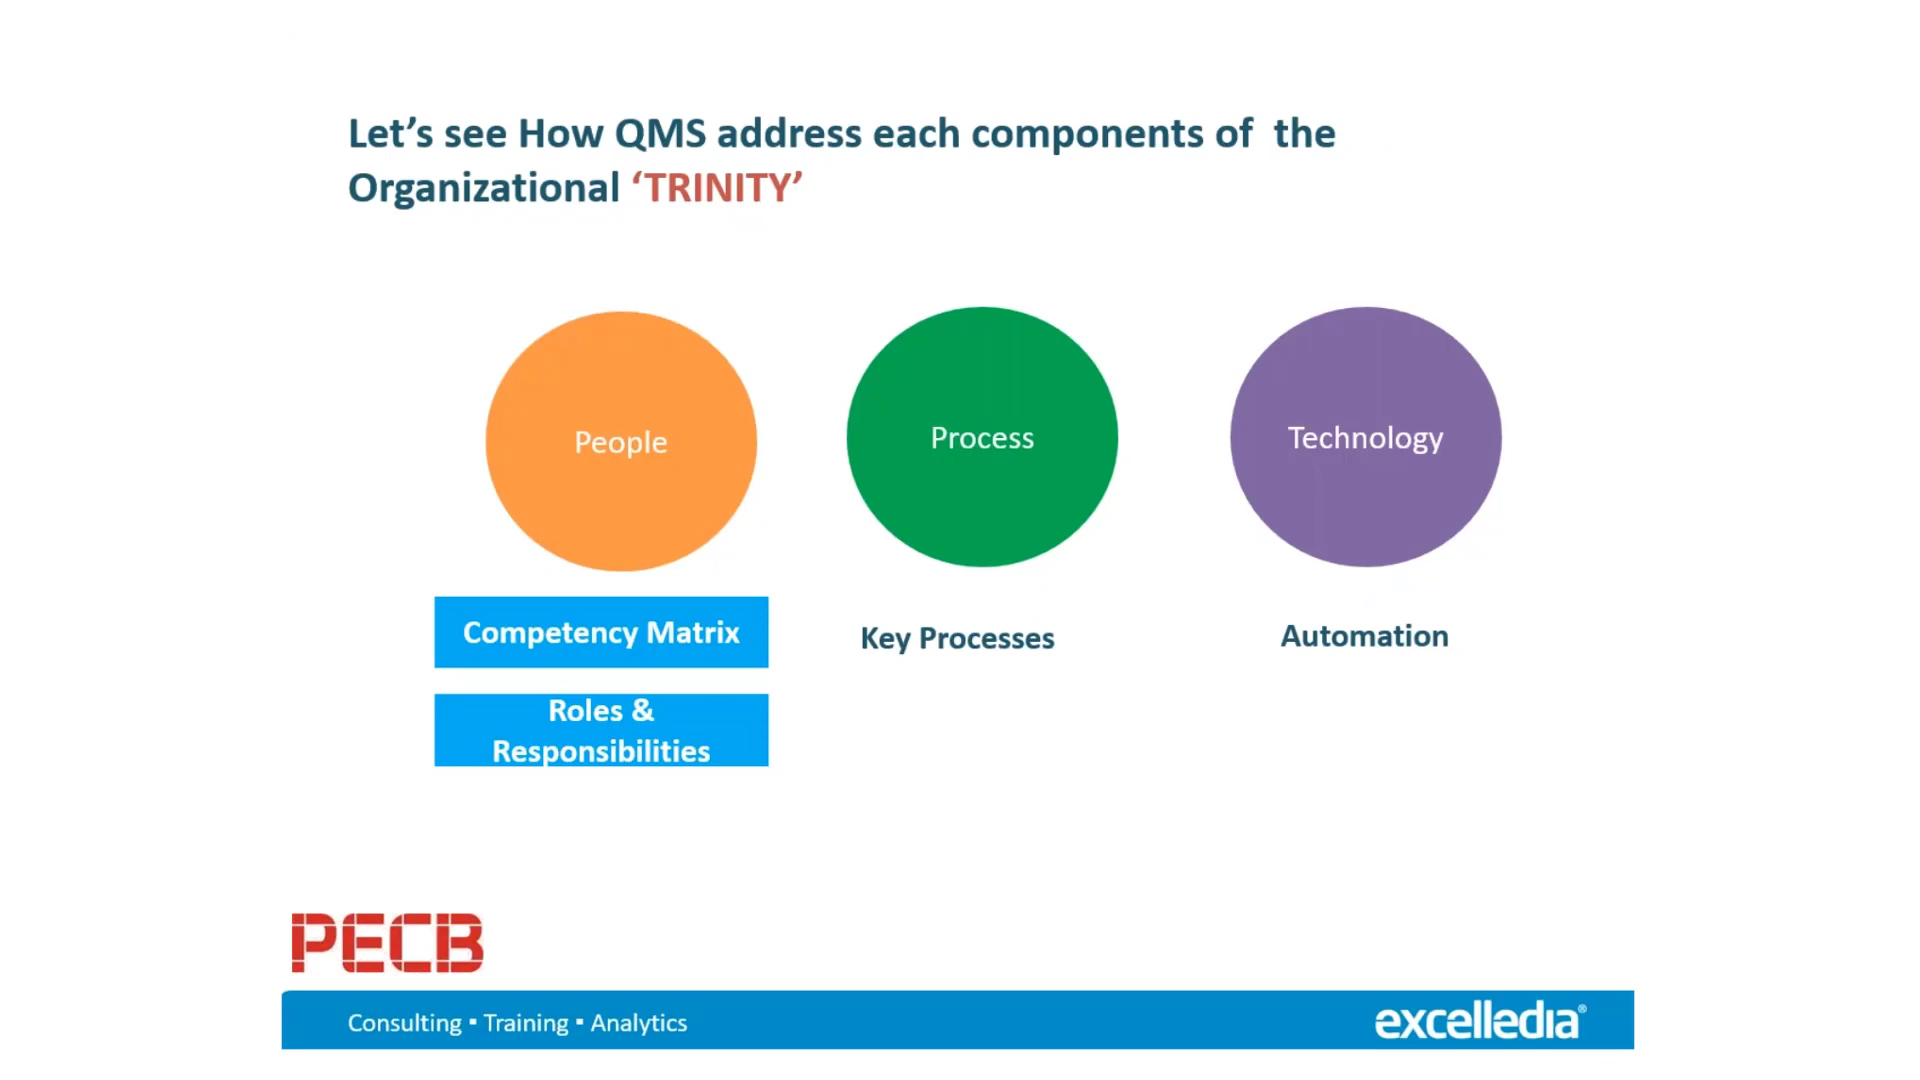 Let’s see How QMS address each components of  the
Organizational ‘TRINITY’
People
Process
Technology
Competency Matrix
Key Processes
Automation
Roles &
Responsibilities
PECB
Consulting ▪ Training ▪ Analytics
excelledia®